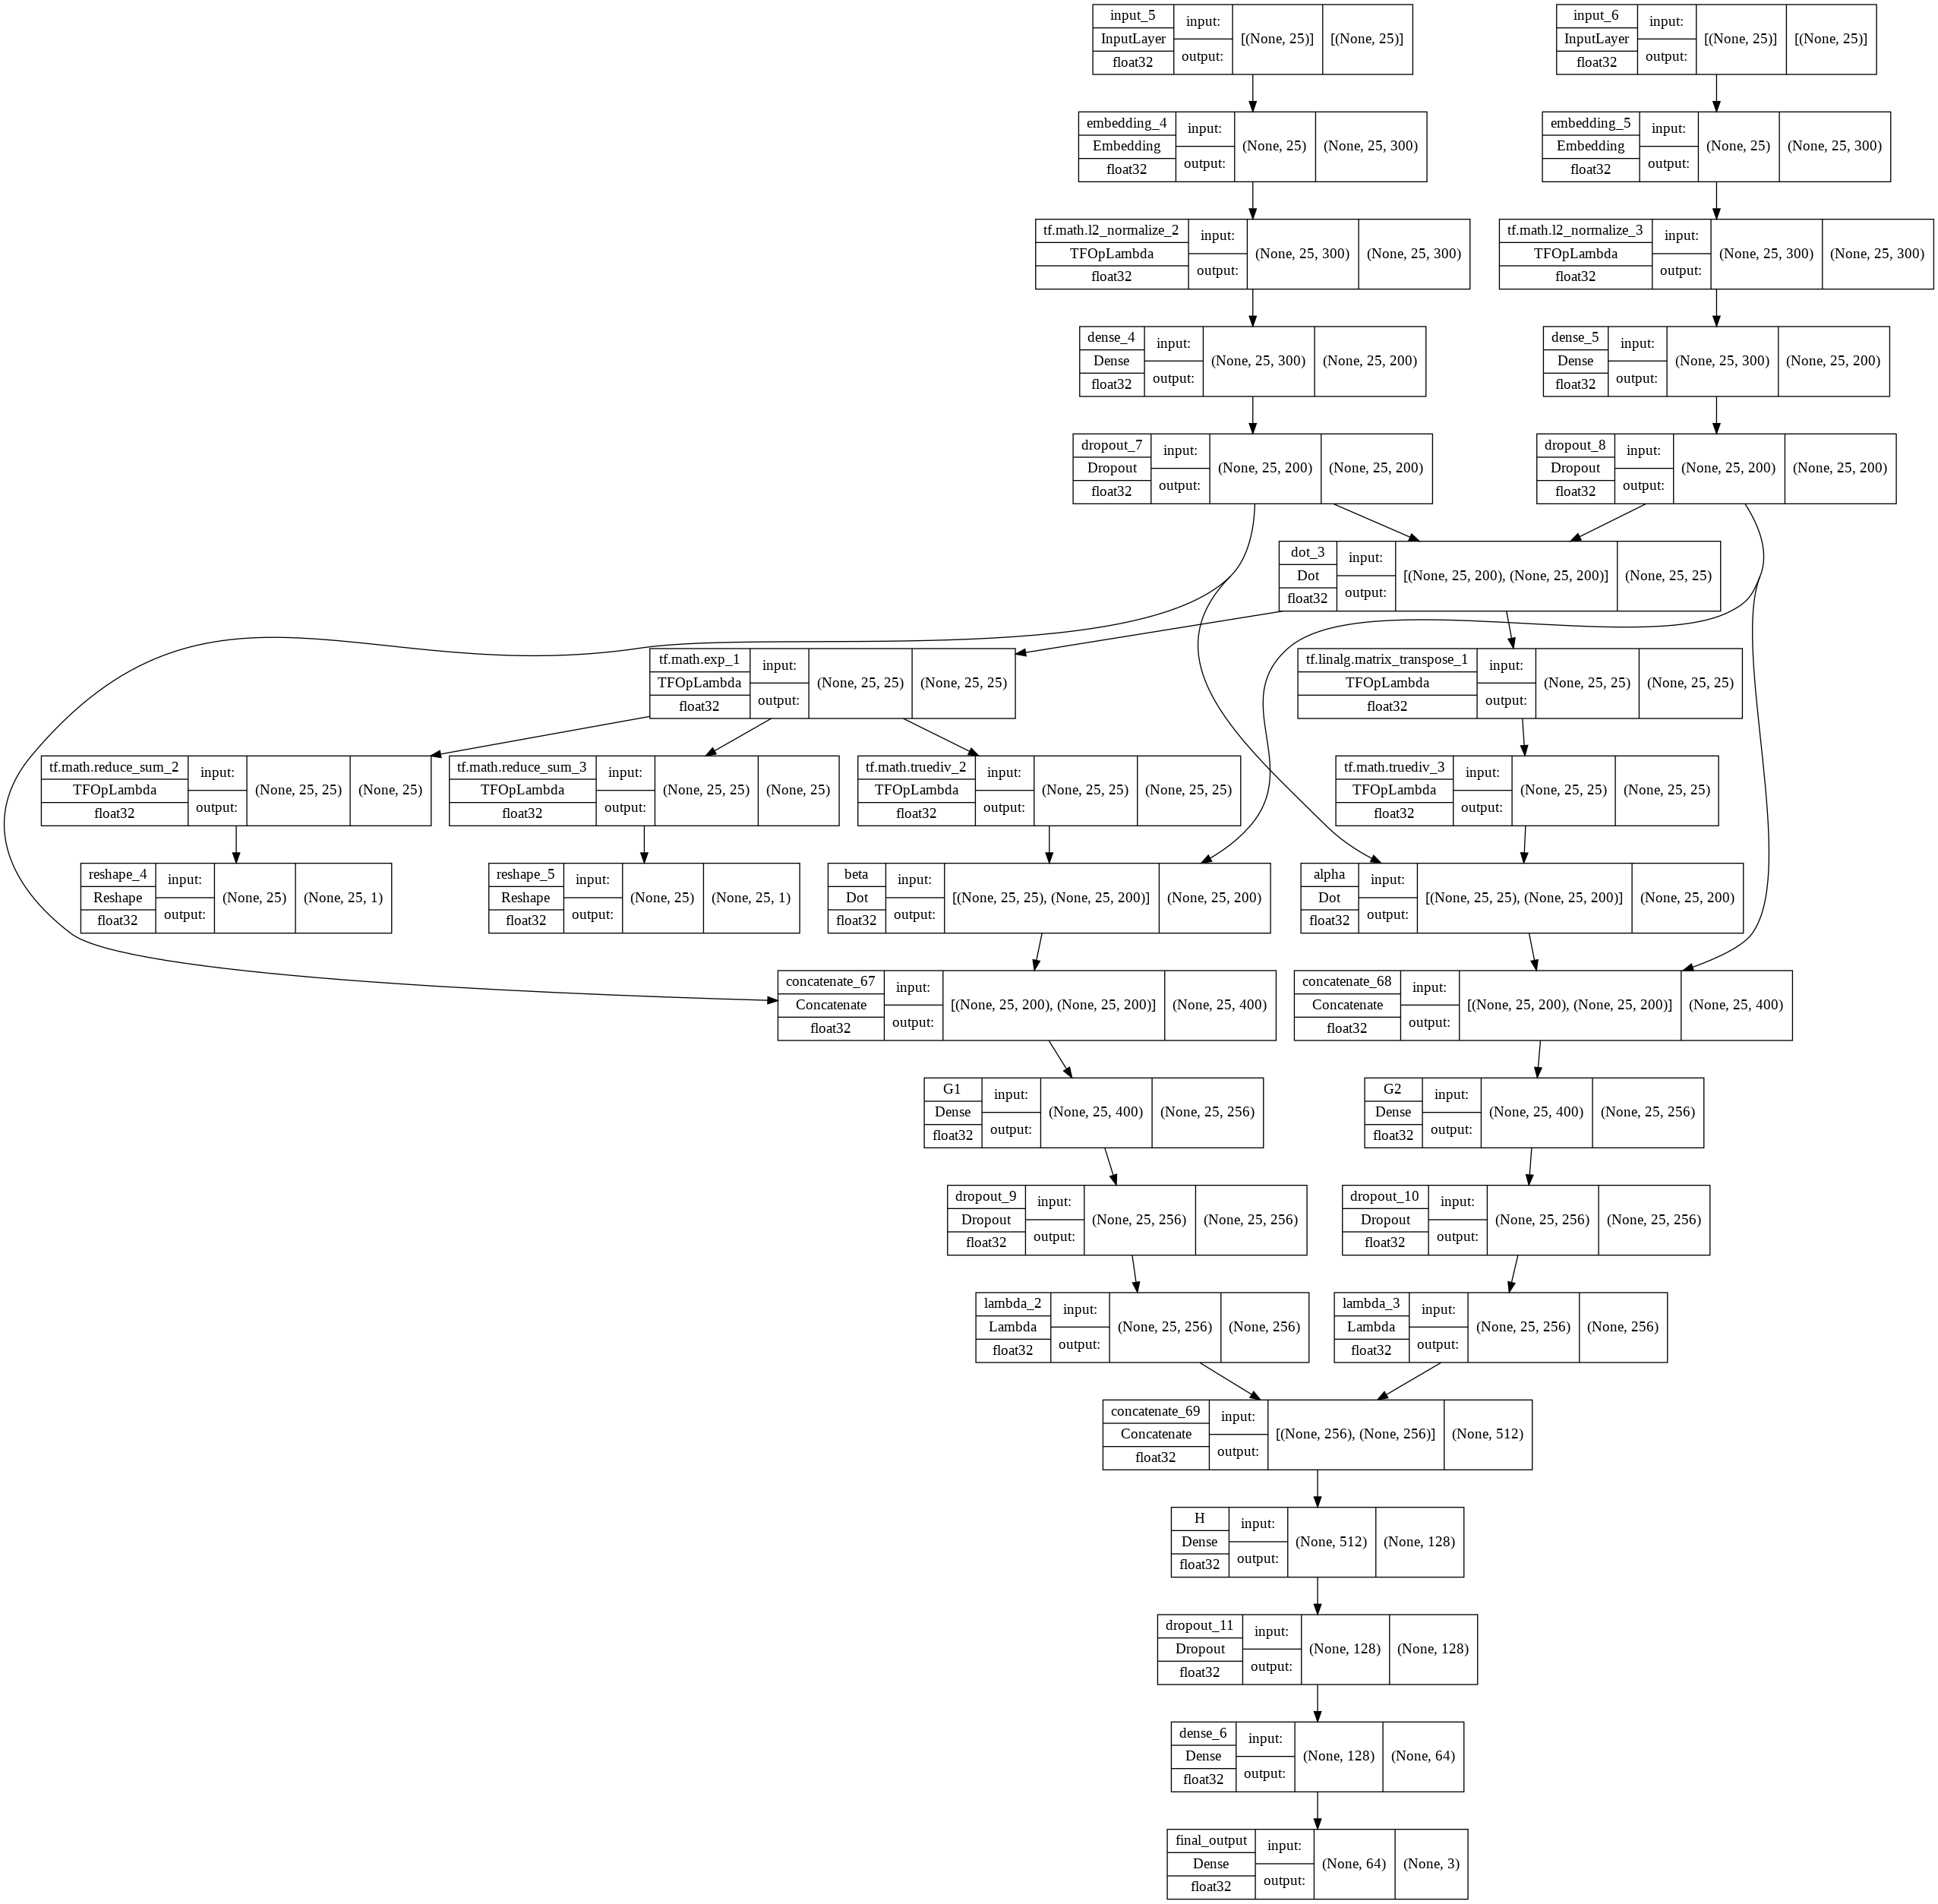 input_5
InputLayer
float32
input:
output:
[(None, 25)]
[(None, 25)]
input_6
InputLayer
float32
input:
output:
[(None, 25)]
[(None, 25)]
embedding_4
Embedding
float32
input:
output:
(None, 25)
(None, 25, 300)
embedding_5
Embedding
float32
input:
output:
(None, 25)
(None, 25, 300)
tf.math.l2_normalize_2
TFOpLambda
float32
input:
output:
(None, 25, 300)
(None, 25, 300)
tf.math.l2_normalize_3
TFOpLambda
float32
input:
output:
(None, 25, 300)
(None, 25, 300)
dense_4
Dense
float32
input:
output:
(None, 25, 300)
(None, 25, 200)
dense_5
Dense
float32
input:
output:
(None, 25, 300)
(None, 25, 200)
dropout_7
Dropout
float32
input:
output:
(None, 25, 200)
(None, 25, 200)
dropout_8
Dropout
float32
input:
output:
(None, 25, 200)
(None, 25, 200)
dot_3
Dot
float32
input:
output:
[(None, 25, 200), (None, 25, 200)]
(None, 25, 25)
tf.math.exp_1
TFOpLambda
float32
input:
output:
(None, 25, 25)
(None, 25, 25)
tf.linalg.matrix_transpose_1
TFOpLambda
float32
input:
output:
(None, 25, 25)
(None, 25, 25)
tf.math.reduce_sum_2
TFOpLambda
float32
input:
output:
(None, 25, 25)
(None, 25)
tf.math.reduce_sum_3
TFOpLambda
float32
input:
output:
(None, 25, 25)
(None, 25)
tf.math.truediv_2
TFOpLambda
float32
input:
output:
(None, 25, 25)
(None, 25, 25)
tf.math.truediv_3
TFOpLambda
float32
input:
output:
(None, 25, 25)
(None, 25, 25)
reshape_4
Reshape
float32
input:
output:
(None, 25)
(None, 25, 1)
reshape_5
Reshape
float32
input:
output:
(None, 25)
(None, 25, 1)
beta
Dot
float32
input:
output:
[(None, 25, 25), (None, 25, 200)]
(None, 25, 200)
alpha
Dot
float32
input:
output:
[(None, 25, 25), (None, 25, 200)]
(None, 25, 200)
concatenate_67
Concatenate
float32
input:
output:
[(None, 25, 200), (None, 25, 200)]
(None, 25, 400)
concatenate_68
Concatenate
float32
input:
output:
[(None, 25, 200), (None, 25, 200)]
(None, 25, 400)
G1
Dense
float32
input:
output:
(None, 25, 400)
(None, 25, 256)
G2
Dense
float32
input:
output:
(None, 25, 400)
(None, 25, 256)
dropout_9
Dropout
float32
input:
output:
(None, 25, 256)
(None, 25, 256)
dropout_10
Dropout
float32
input:
output:
(None, 25, 256)
(None, 25, 256)
lambda_2
Lambda
float32
input:
output:
(None, 25, 256)
(None, 256)
lambda_3
Lambda
float32
input:
output:
(None, 25, 256)
(None, 256)
concatenate_69
Concatenate
float32
input:
output:
[(None, 256), (None, 256)]
(None, 512)
H
Dense
float32
input:
output:
(None, 512)
(None, 128)
dropout_11
Dropout
float32
input:
output:
(None, 128)
(None, 128)
dense_6
Dense
float32
input:
output:
(None, 128)
(None, 64)
final_output
Dense
float32
input:
output:
(None, 64)
(None, 3)